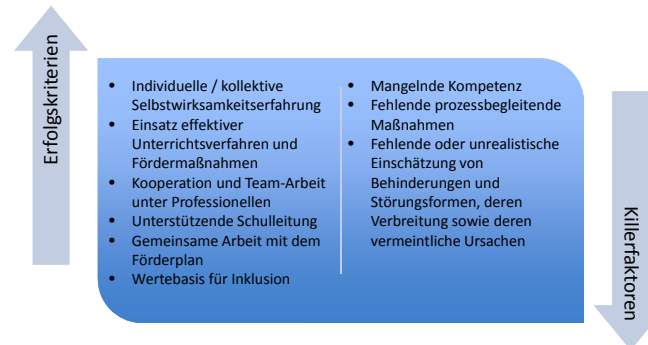 Erfolgskriterien
• Individuelle / kollektive
Selbstwirksamkeitserfahrung
• Einsatz effektiver
Unterrichtsverfahren und
Fördermaßnahmen
• Kooperation und Team-Arbeit
unter Professionellen
• Unterstützende Schulleitung
• Gemeinsame Arbeit mit dem
Förderplan
• Wertebasis für Inklusion
• Mangelnde Kompetenz
• Fehlende prozessbegleitende
Maßnahmen
• Fehlende oder unrealistische
Einschätzung von
Behinderungen und
Störungsformen, deren
Verbreitung sowie deren
vermeintliche Ursachen
Killerfaktoren